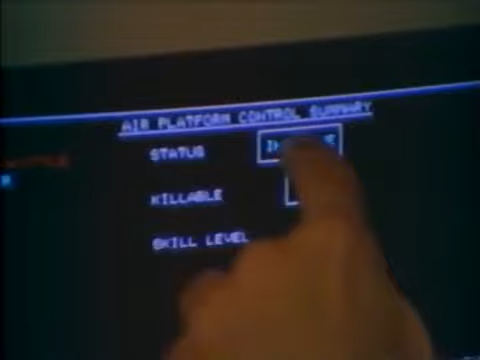 AIR PLATFORM CONTROL SUMMARY
STATUS
KILLABLE
SKILL LEVEL